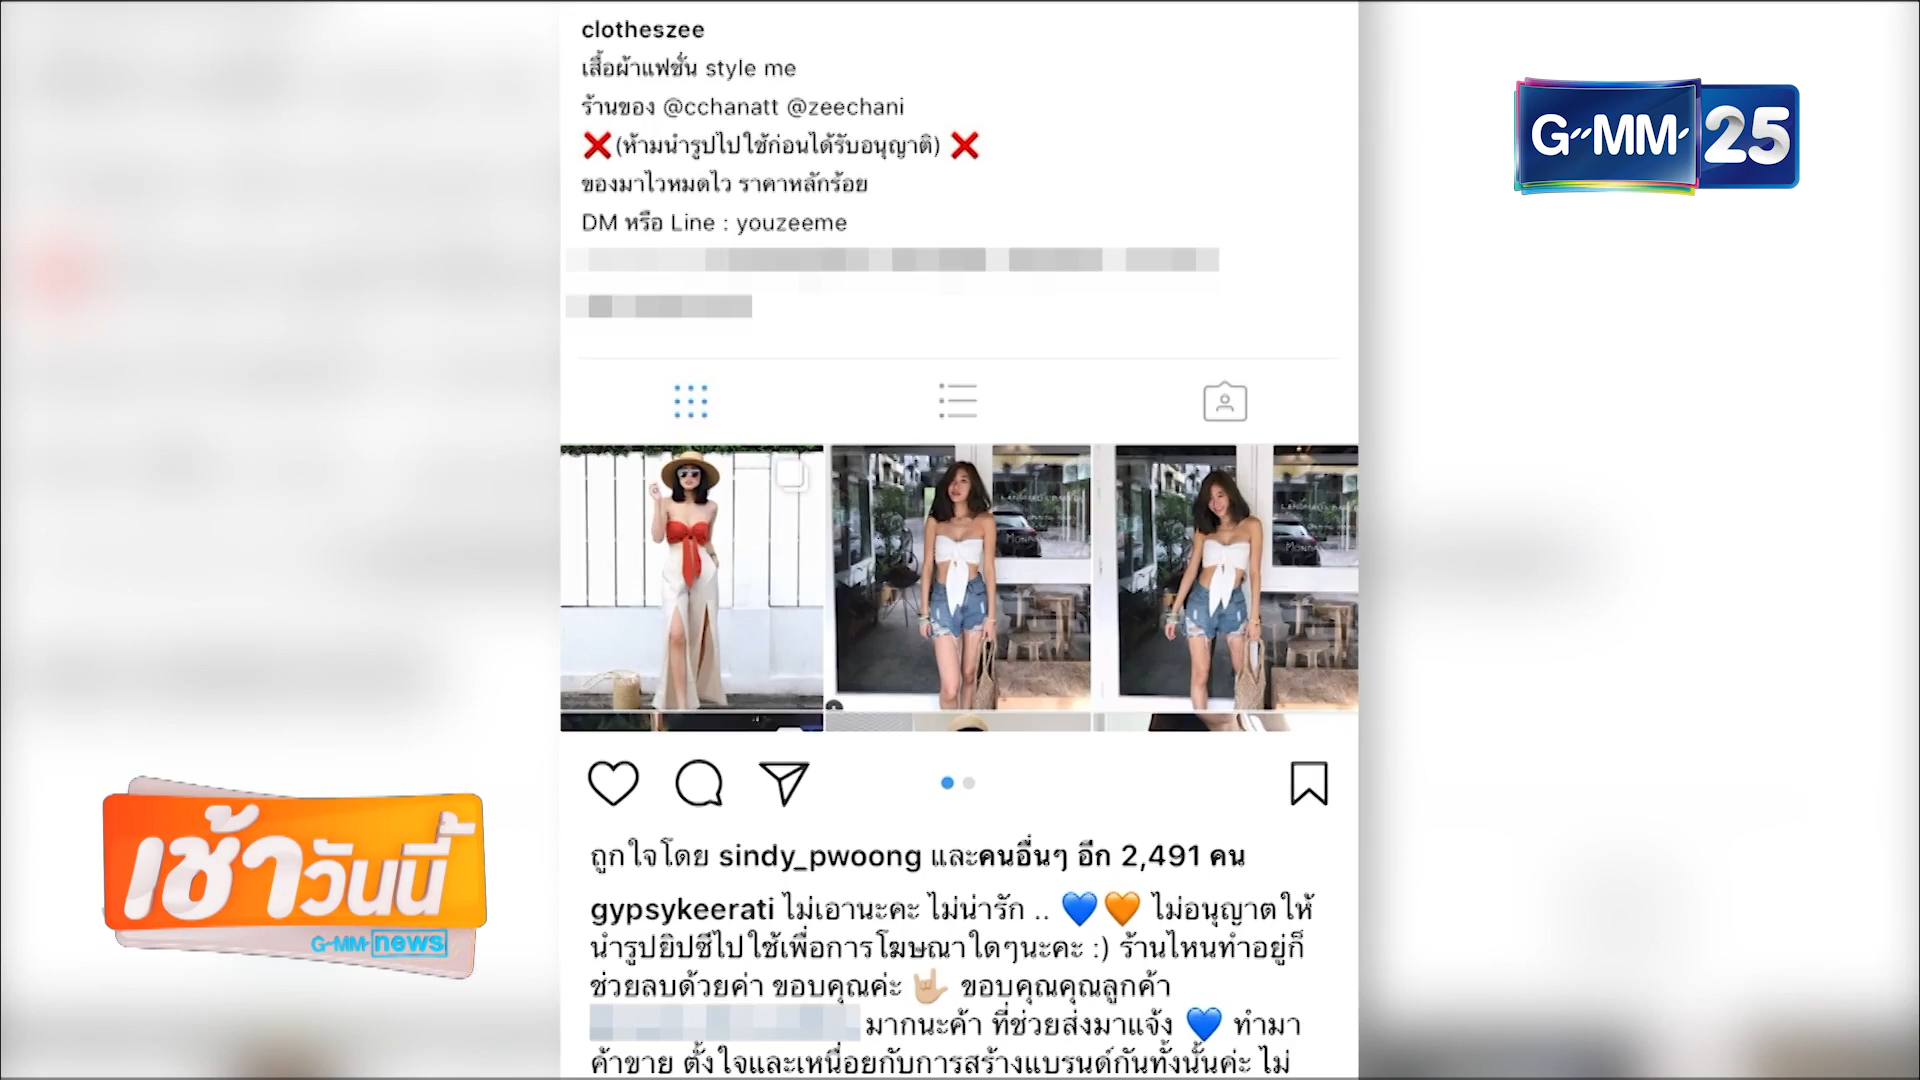 clotheszee
เสื้อผ้าแฟชั่น style me
ร้านของ @cchanatt @zeechani
❌(ห้ามนำรูปไปใช้ก่อนได้รับอนุญาติ) ❌
ของมาไวหมดไว ราคาหลักร้อย
DM หรือ Line : youzeeme
G-MM 25
ถูกใจโดย sindy_pwoong และคนอื่นๆ อีก 2,491 คน
gypsykeerati ไม่เอานะคะ ไม่น่ารัก .. 💙🧡 ไม่อนุญาตให้
นำรูปยิปซีไปใช้เพื่อการโฆษณาใดๆนะคะ :) ร้านไหนทำอยู่ก็
ช่วยลบด้วยค่า ขอบคุณค่ะ 🤟🏼 ขอบคุณคุณลูกค้า
มากนะค้า ที่ช่วยส่งมาแจ้ง 💙 ทำมา
ค้าขาย ตั้งใจและเหนื่อยกับการสร้างแบรนด์กันทั้งนั้นค่ะ ไม่
เช้าวันนี้
G-MM news